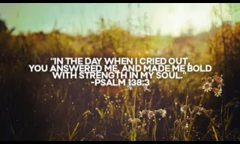 "IN THE DAY WHEN I CRIED OUT,
YOU ANSWERED ME, AND MADE ME BOLD
WITH STRENGTH IN MY SOUL."
-PSALM 138:3